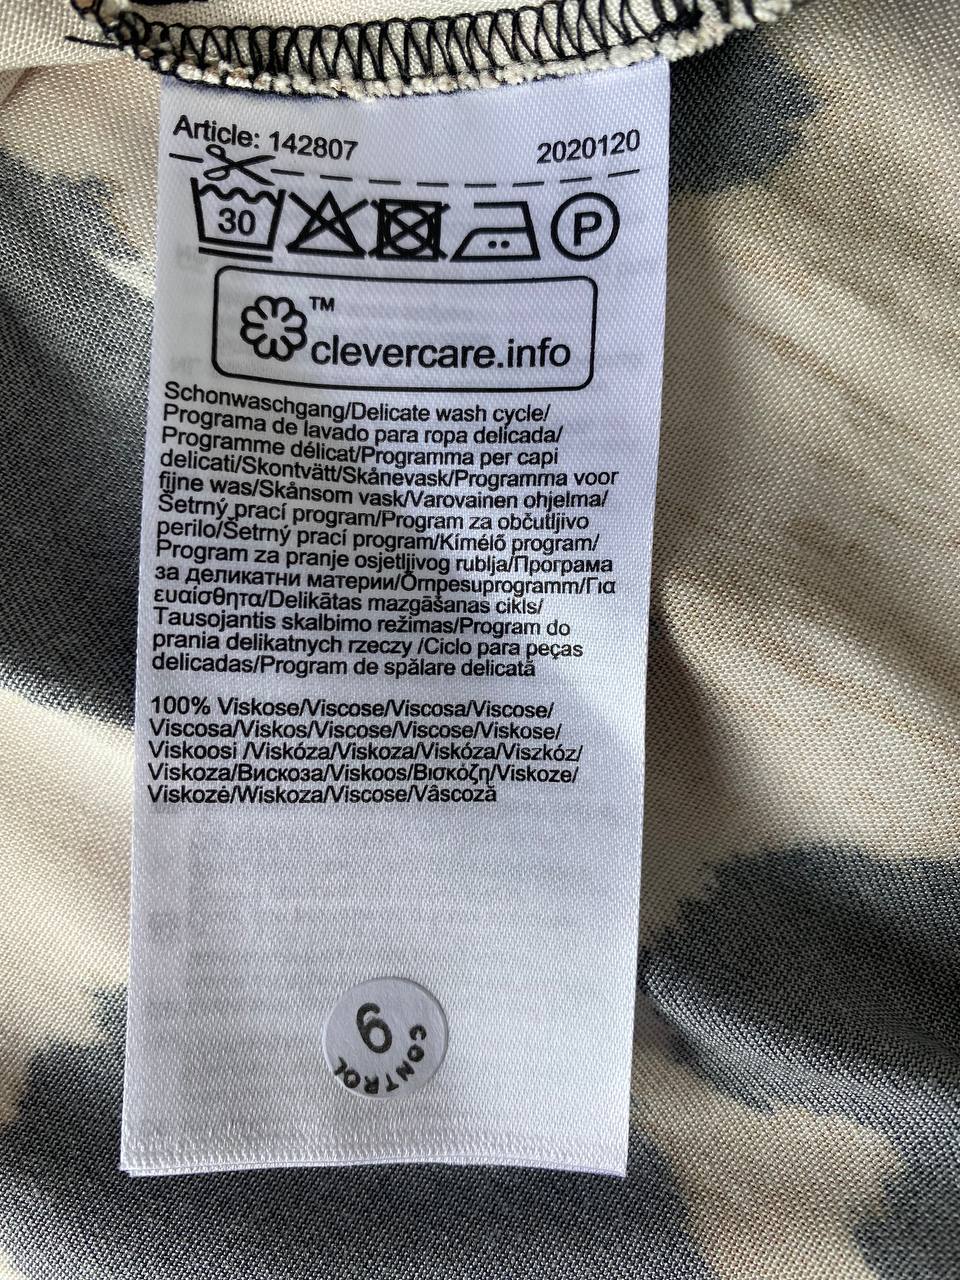 Article: 142807
2020120
30
P
TM
clevercare.info
Schonwaschgang/Delicate wash cycle/
Programa de lavado para ropa delicada/
Programme délicat/Programma per capi
delicati/Skontvätt/Skånevask/Programma voor
fijne was/Skånsom vask/Varovainen ohjelma/
Šetrný prací program/Program za občutljivo
perilo/Šetrný prací program/Kímélő program/
Program za pranje osjetljivog rublja/Програма
за деликатни материи/Õrnpesuprogramm/Για
ευαίσθητα/Delikātas mazgāšanas cikls/
Tausojantis skalbimo režimas/Program do
prania delikatnych rzeczy /Ciclo para peças
delicadas/Program de spălare delicată
100% Viskose/Viscose/Viscosa/Viscose/
Viscosa/Viskos/Viscose/Viscose/Viskose/
Viskoosi /Viskóza/Viskoza/Viskóza/Viszkóz/
Viskoza/Вискоза/Viskoos/Βισκόζη/Viskoze/
Viskozė/Wiskoza/Viscose/Vâscoză
6
CONTROL